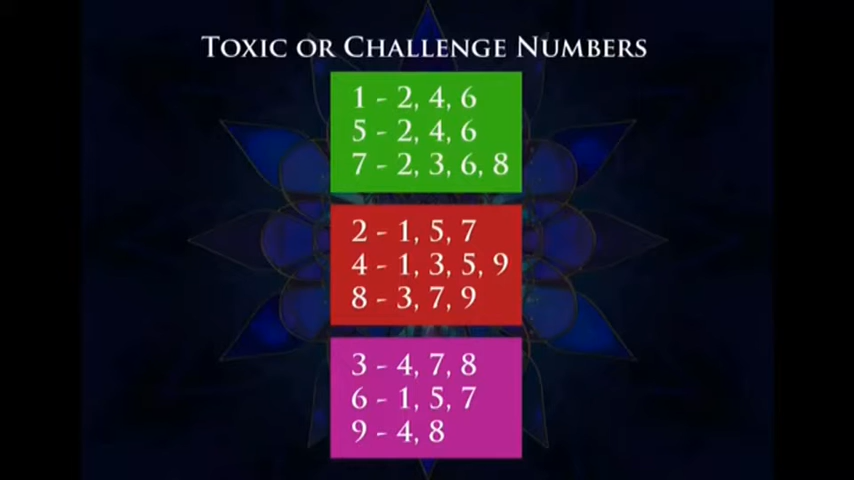 Toxic or Challenge Numbers
1 - 2, 4, 6
5 - 2, 4, 6
7 - 2, 3, 6, 8
2 - 1, 5, 7
4 - 1, 3, 5, 9
8 - 3, 7, 9
3 - 4, 7, 8
6 - 1, 5, 7
9 - 4, 8